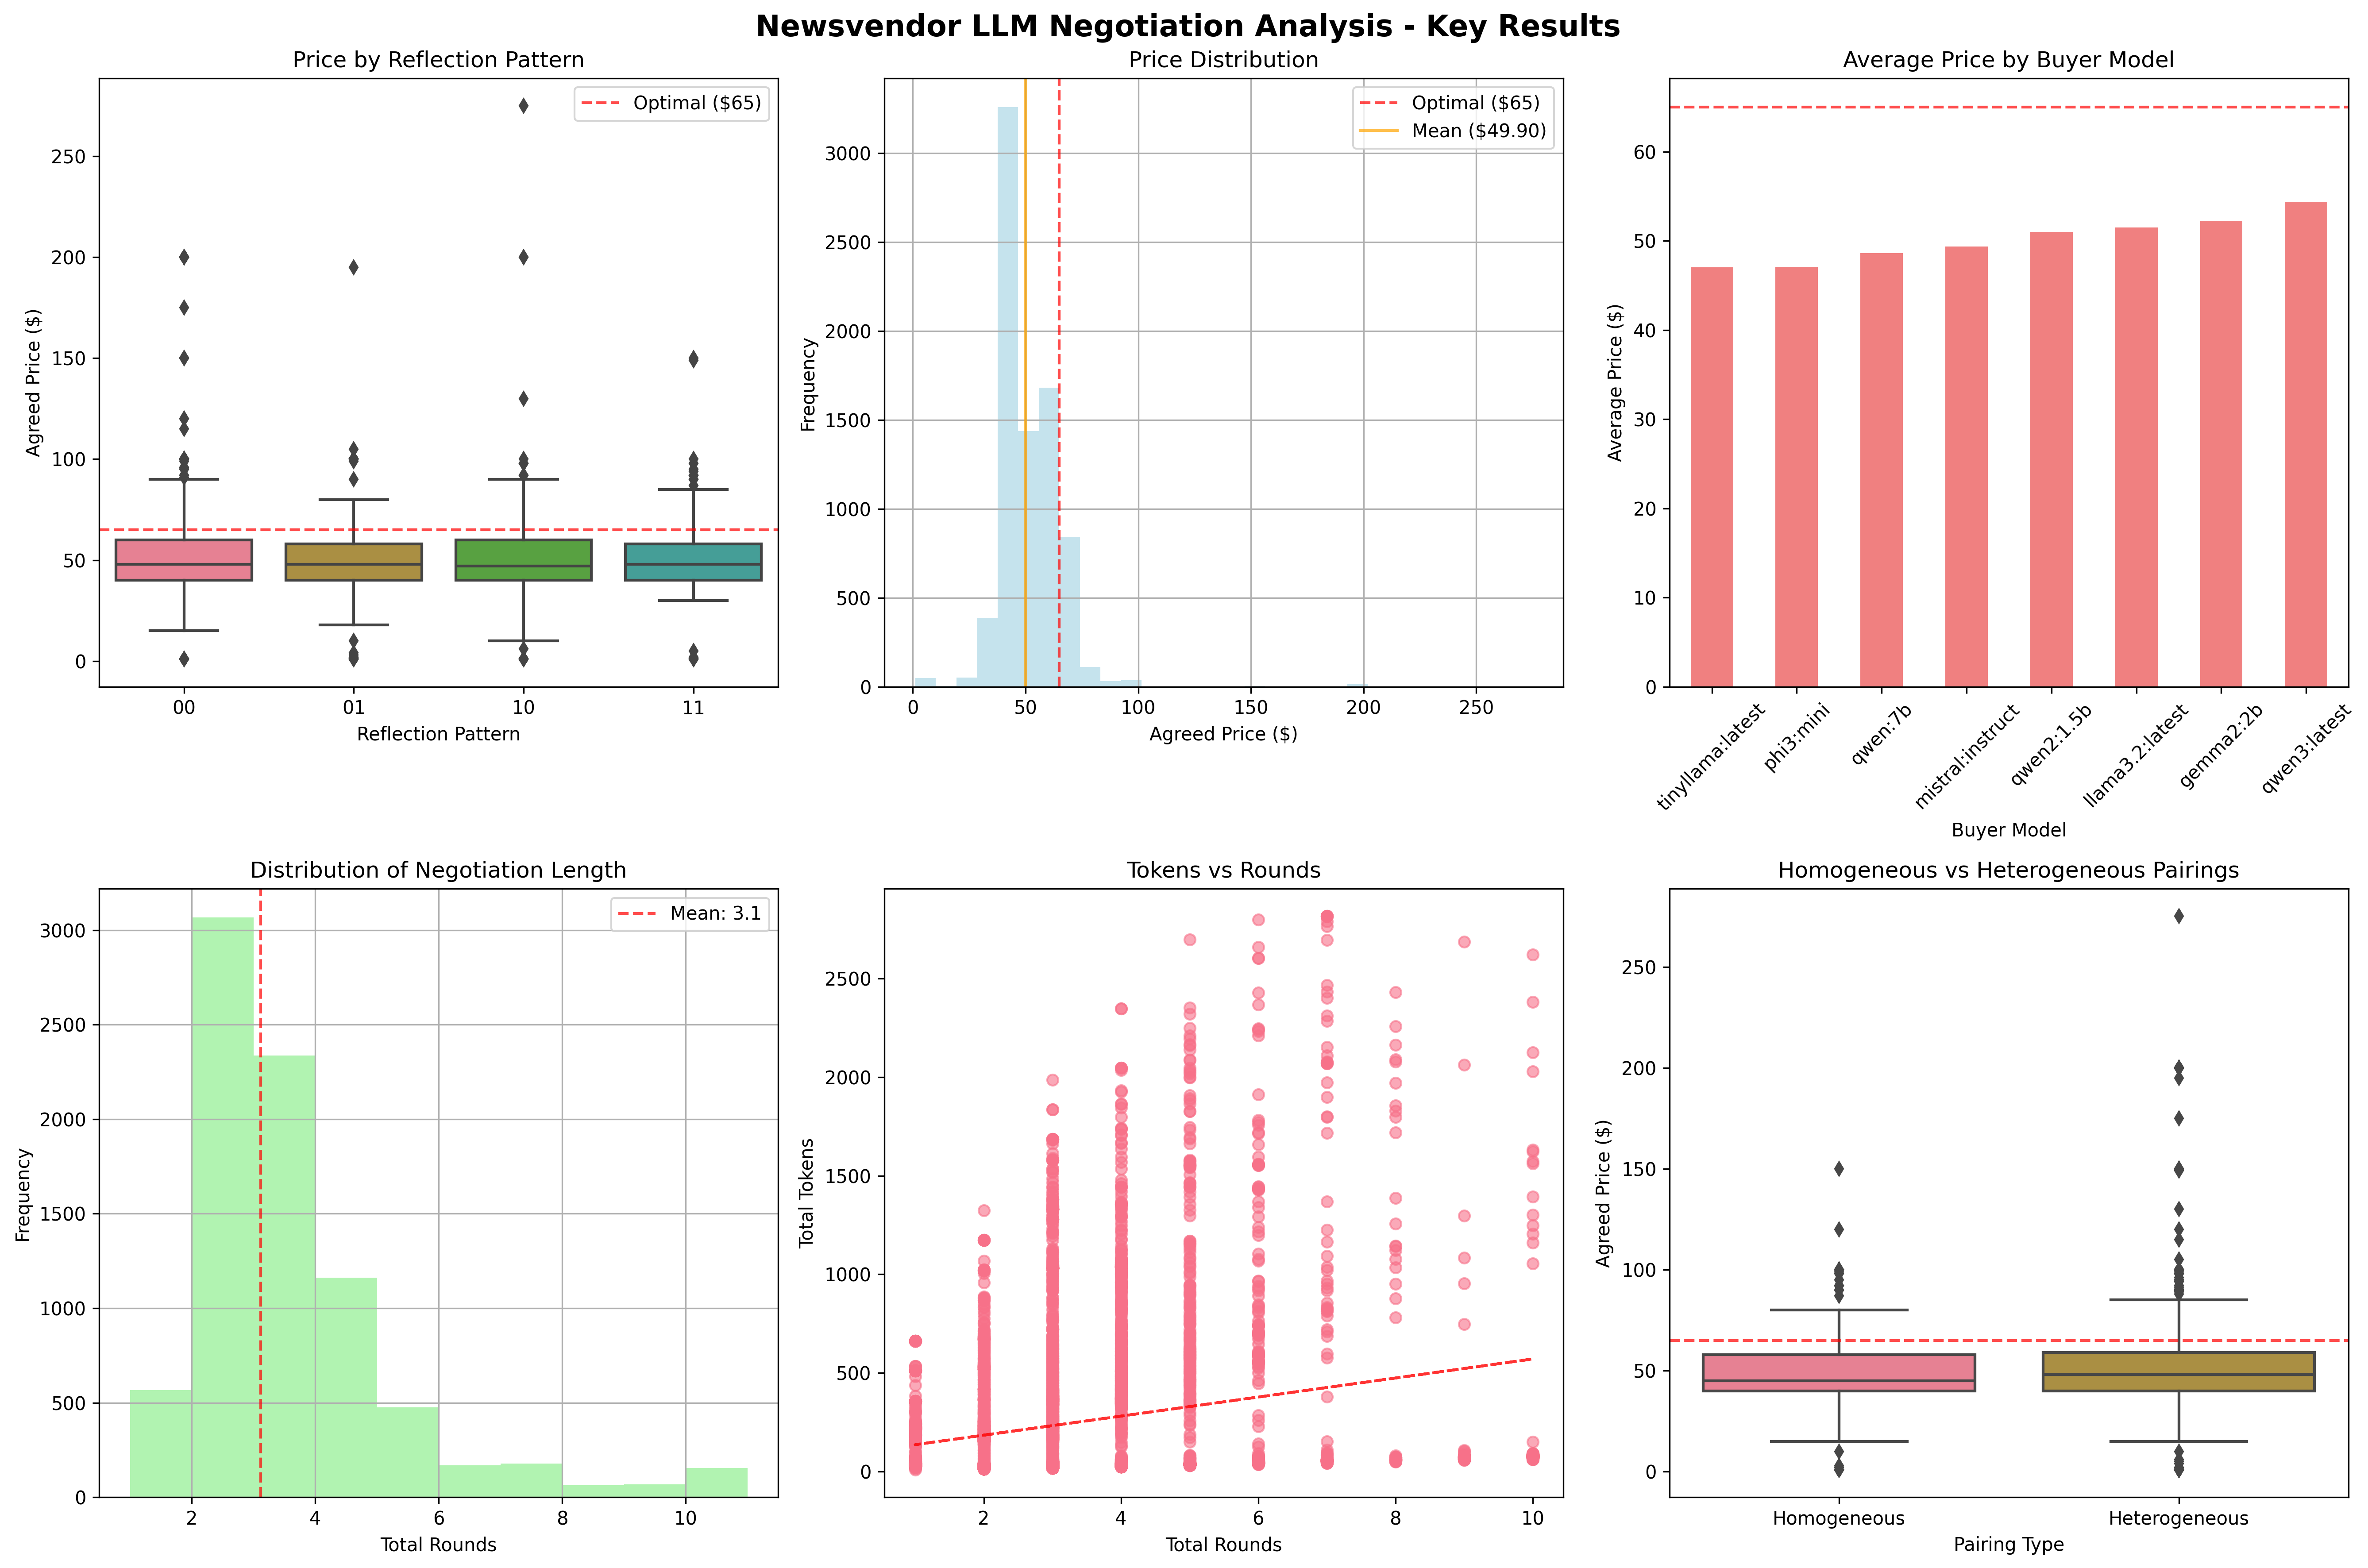 Newsvendor LLM Negotiation Analysis - Key Results
Price by Reflection Pattern
Optimal ($65)
250
200
150
100
50
0
Agreed Price ($)
00 01 10 11
Reflection Pattern
Price Distribution
Optimal ($65)
Mean ($49.90)
3000
2500
2000
1500
1000
500
0
Frequency
0 50 100 150 200 250
Agreed Price ($)
Average Price by Buyer Model
60
50
40
30
20
10
0
Average Price ($)
tinyllama:latest
phi3:mini
qwen:7b
mistral:instruct
qwen2:1.5b
llama3.2:latest
gemma2:2b
qwen3:latest
Buyer Model
Distribution of Negotiation Length
Mean: 3.1
3000
2500
2000
1500
1000
500
0
Frequency
2 4 6 8 10
Total Rounds
Tokens vs Rounds
2500
2000
1500
1000
500
0
Total Tokens
2 4 6 8 10
Total Rounds
Homogeneous vs Heterogeneous Pairings
250
200
150
100
50
0
Agreed Price ($)
Homogeneous Heterogeneous
Pairing Type